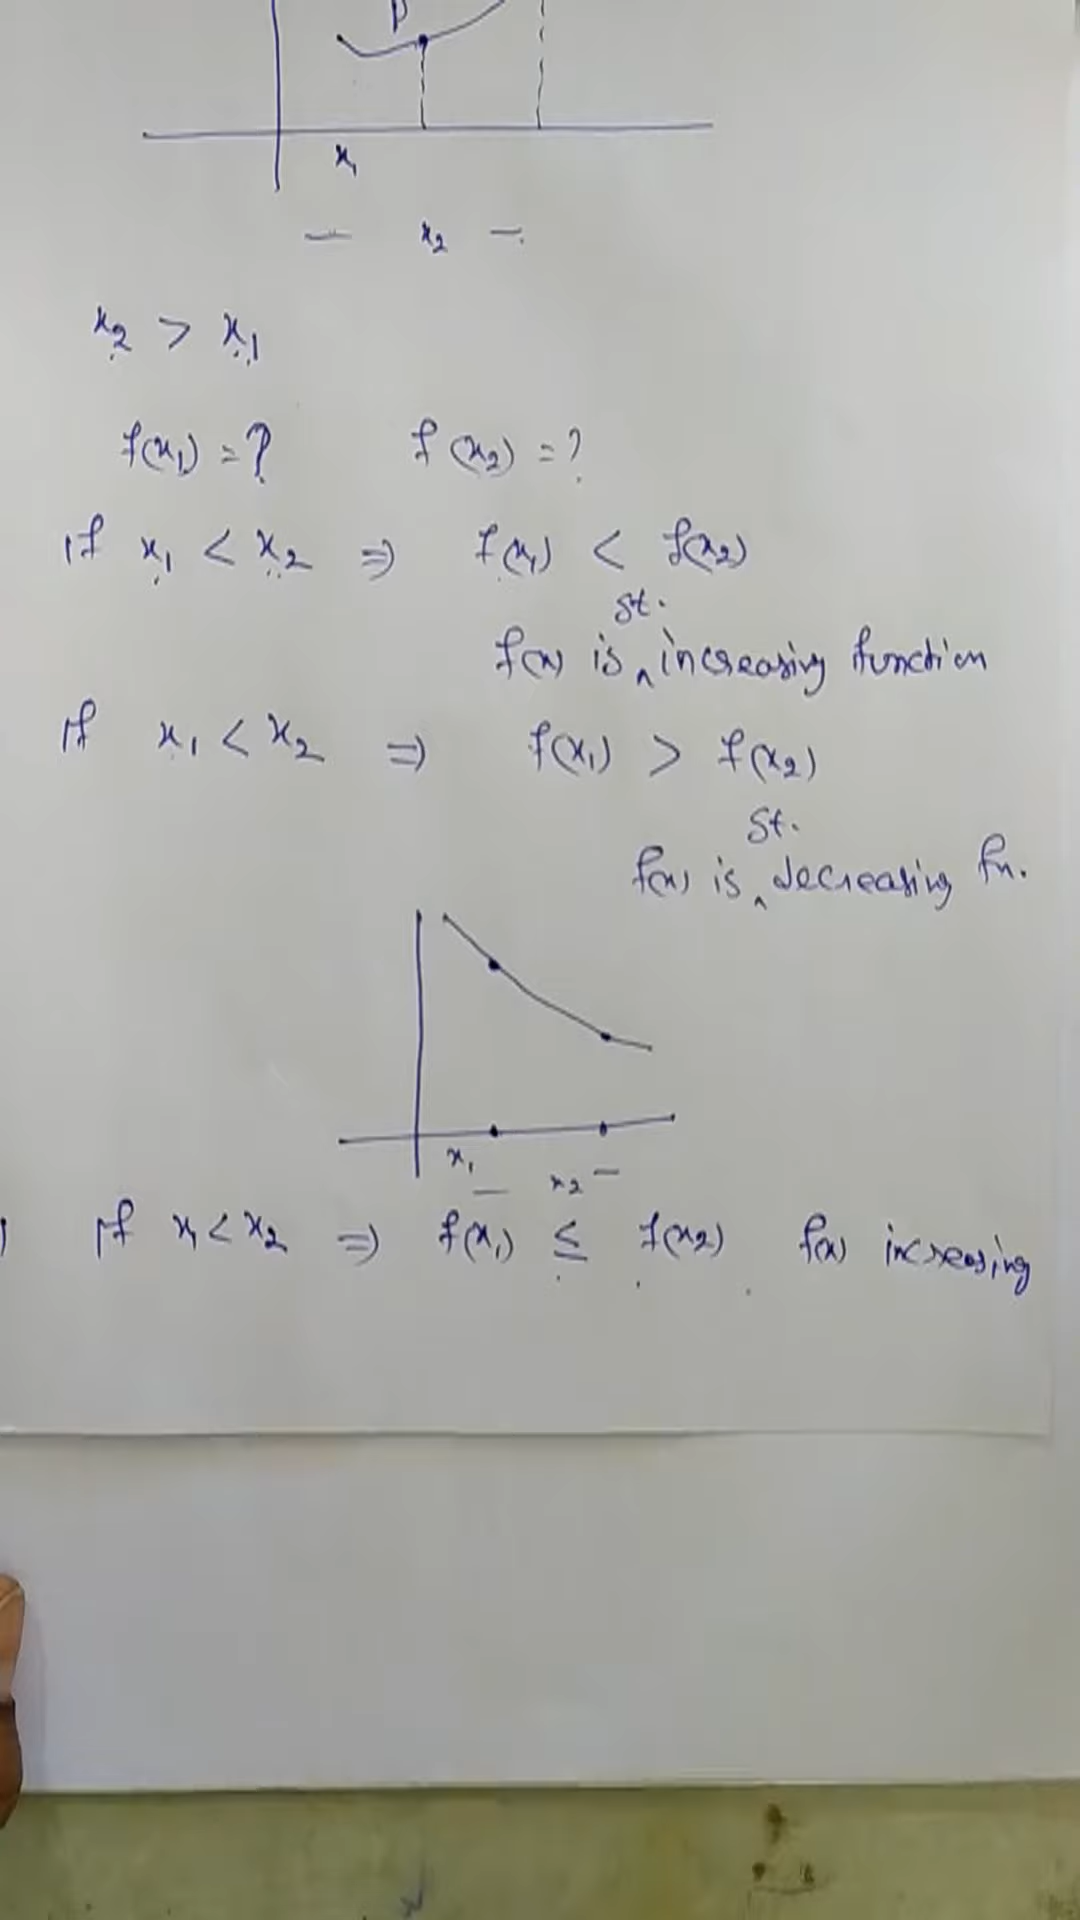 P
x₁
— x₂ —
x₂ > x₁
f(x₁) = ? f(x₂) = ?
if x₁ < x₂ ⇒ f(x₁) < f(x₂)
st.
f(x) is ^ increasing function
if x₁ < x₂ ⇒ f(x₁) > f(x₂)
st.
f(x) is ^ decreasing fn.
x₁
— x₂ —
if x₁ < x₂ ⇒ f(x₁) ≤ f(x₂) f(x) increasing